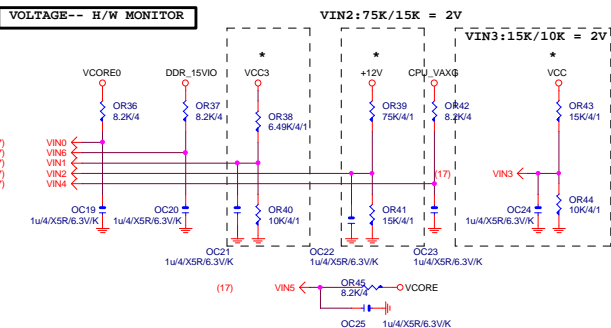 VOLTAGE-- H/W MONITOR
VIN2:75K/15K = 2V
VIN3:15K/10K = 2V
* * *
VCORE0 DDR_15VIO VCC3 +12V CPU_VAXG VCC
OR36 8.2K/4
OR37 8.2K/4
OR38 6.49K/4/1
OR39 75K/4/1
OR42 8.2K/4
OR43 15K/4/1
VIN0
VIN6
VIN1
VIN2
VIN4
(17)
VIN3
OC19 1u/4/X5R/6.3V/K
OC20 1u/4/X5R/6.3V/K
OR40 10K/4/1
OR41 15K/4/1
OC24 1u/4/X5R/6.3V/K
OR44 10K/4/1
OC21 1u/4/X5R/6.3V/K
OC22 1u/4/X5R/6.3V/K
OC23 1u/4/X5R/6.3V/K
(17) VIN5 OR45 8.2K/4 VCORE
OC25 1u/4/X5R/6.3V/K